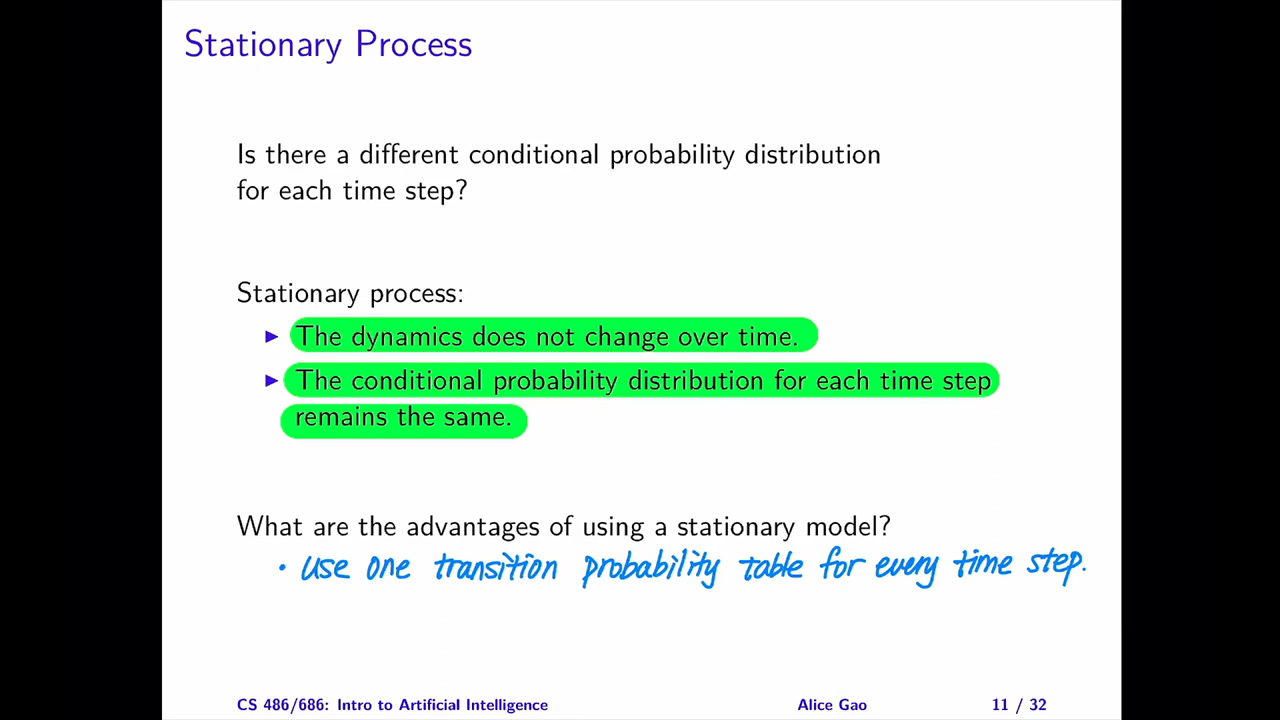 Stationary Process
Is there a different conditional probability distribution
for each time step?
Stationary process:
▶ The dynamics does not change over time.
▶ The conditional probability distribution for each time step
remains the same.
What are the advantages of using a stationary model?
• use one transition probability table for every time step.
CS 486/686: Intro to Artificial Intelligence Alice Gao 11 / 32